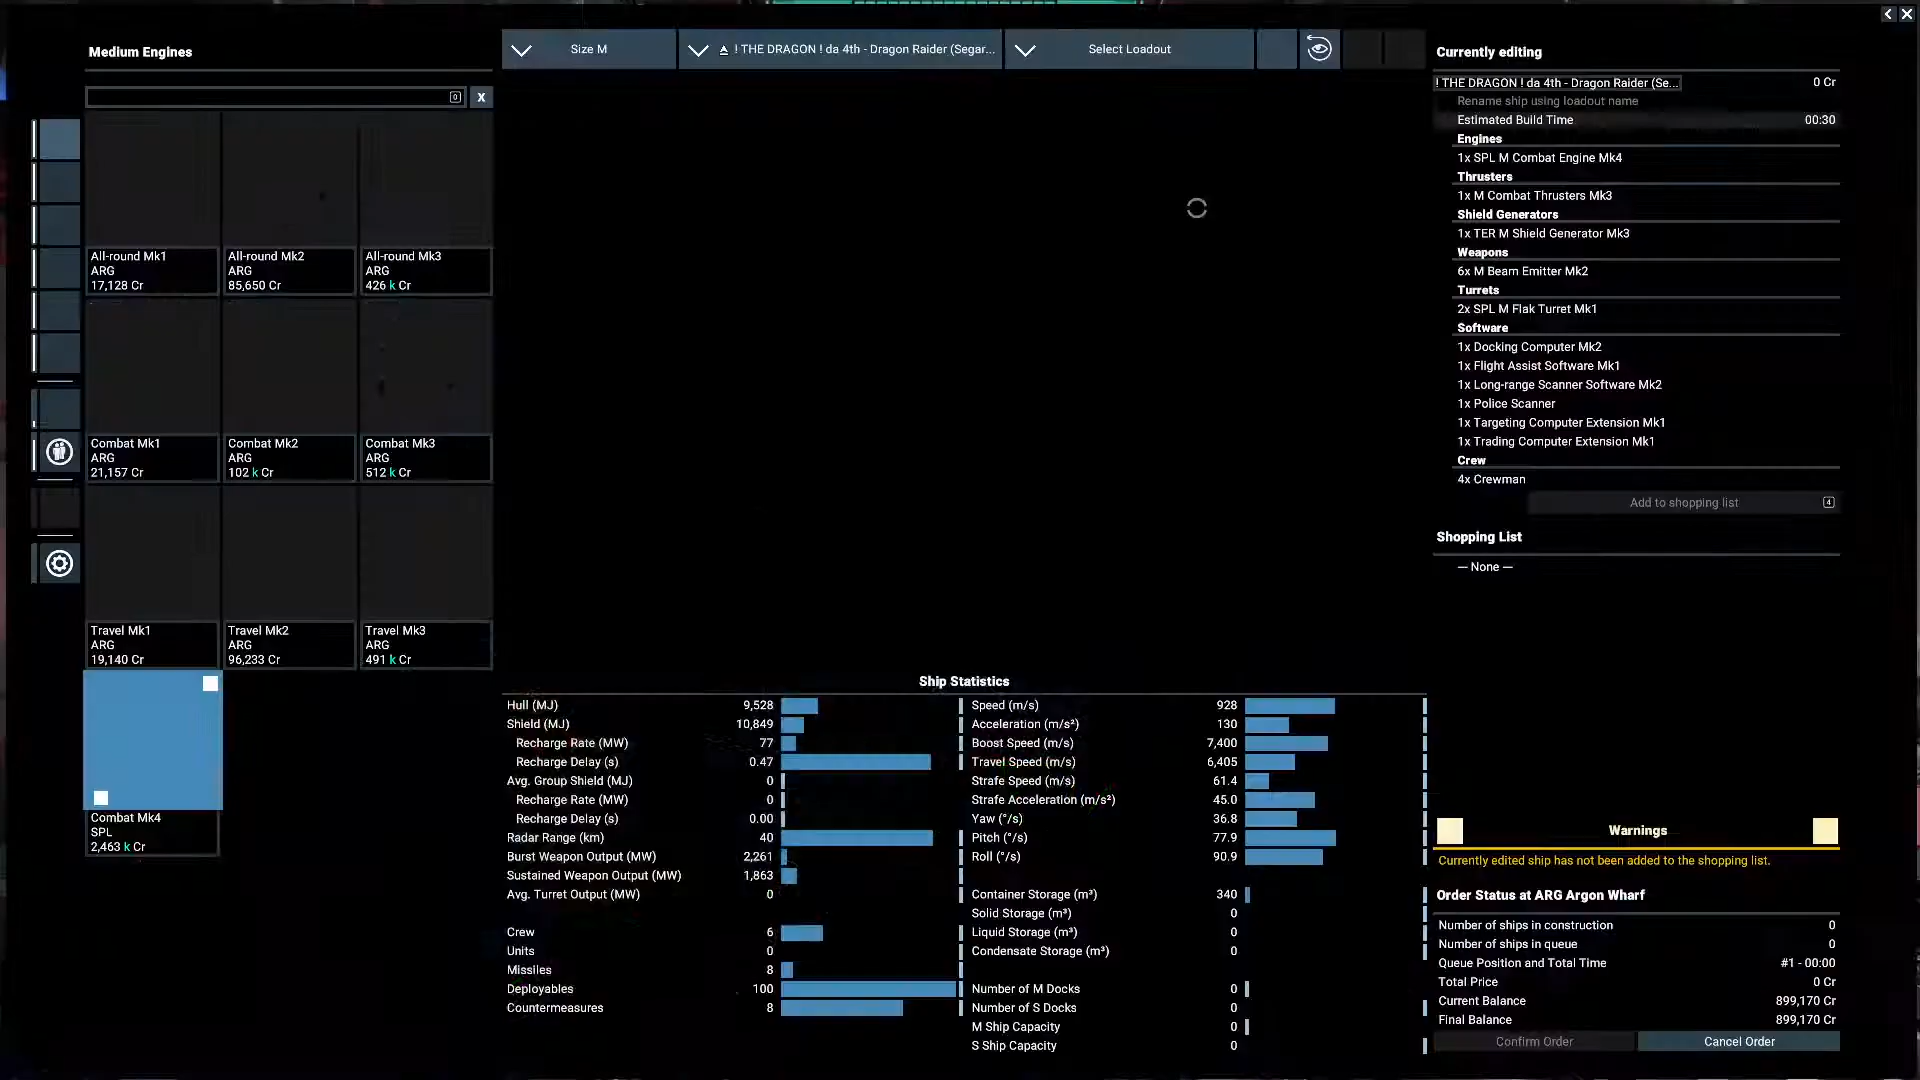 Medium Engines
0
X
All-round Mk1
ARG
17,128 Cr
All-round Mk2
ARG
85,650 Cr
All-round Mk3
ARG
426 k Cr
Combat Mk1
ARG
21,157 Cr
Combat Mk2
ARG
102 k Cr
Combat Mk3
ARG
512 k Cr
Travel Mk1
ARG
19,140 Cr
Travel Mk2
ARG
96,233 Cr
Travel Mk3
ARG
491 k Cr
Combat Mk4
SPL
2,463 k Cr
Size M
! THE DRAGON ! da 4th - Dragon Raider (Segar...
Select Loadout
Ship Statistics
Hull (MJ) 9,528
Shield (MJ) 10,849
Recharge Rate (MW) 77
Recharge Delay (s) 0.47
Avg. Group Shield (MJ) 0
Recharge Rate (MW) 0
Recharge Delay (s) 0.00
Radar Range (km) 40
Burst Weapon Output (MW) 2,261
Sustained Weapon Output (MW) 1,863
Avg. Turret Output (MW) 0
Crew 6
Units 0
Missiles 8
Deployables 100
Countermeasures 8
Speed (m/s) 928
Acceleration (m/s²) 130
Boost Speed (m/s) 7,400
Travel Speed (m/s) 6,405
Strafe Speed (m/s) 61.4
Strafe Acceleration (m/s²) 45.0
Yaw (°/s) 36.8
Pitch (°/s) 77.9
Roll (°/s) 90.9
Container Storage (m³) 340
Solid Storage (m³) 0
Liquid Storage (m³) 0
Condensate Storage (m³) 0
Number of M Docks 0
Number of S Docks 0
M Ship Capacity 0
S Ship Capacity 0
Currently editing
! THE DRAGON ! da 4th - Dragon Raider (Se... 0 Cr
Rename ship using loadout name
Estimated Build Time 00:30
Engines
1x SPL M Combat Engine Mk4
Thrusters
1x M Combat Thrusters Mk3
Shield Generators
1x TER M Shield Generator Mk3
Weapons
6x M Beam Emitter Mk2
Turrets
2x SPL M Flak Turret Mk1
Software
1x Docking Computer Mk2
1x Flight Assist Software Mk1
1x Long-range Scanner Software Mk2
1x Police Scanner
1x Targeting Computer Extension Mk1
1x Trading Computer Extension Mk1
Crew
4x Crewman
Add to shopping list 4
Shopping List
— None —
Warnings
Currently edited ship has not been added to the shopping list.
Order Status at ARG Argon Wharf
Number of ships in construction 0
Number of ships in queue 0
Queue Position and Total Time #1 - 00:00
Total Price 0 Cr
Current Balance 899,170 Cr
Final Balance 899,170 Cr
Confirm Order
Cancel Order